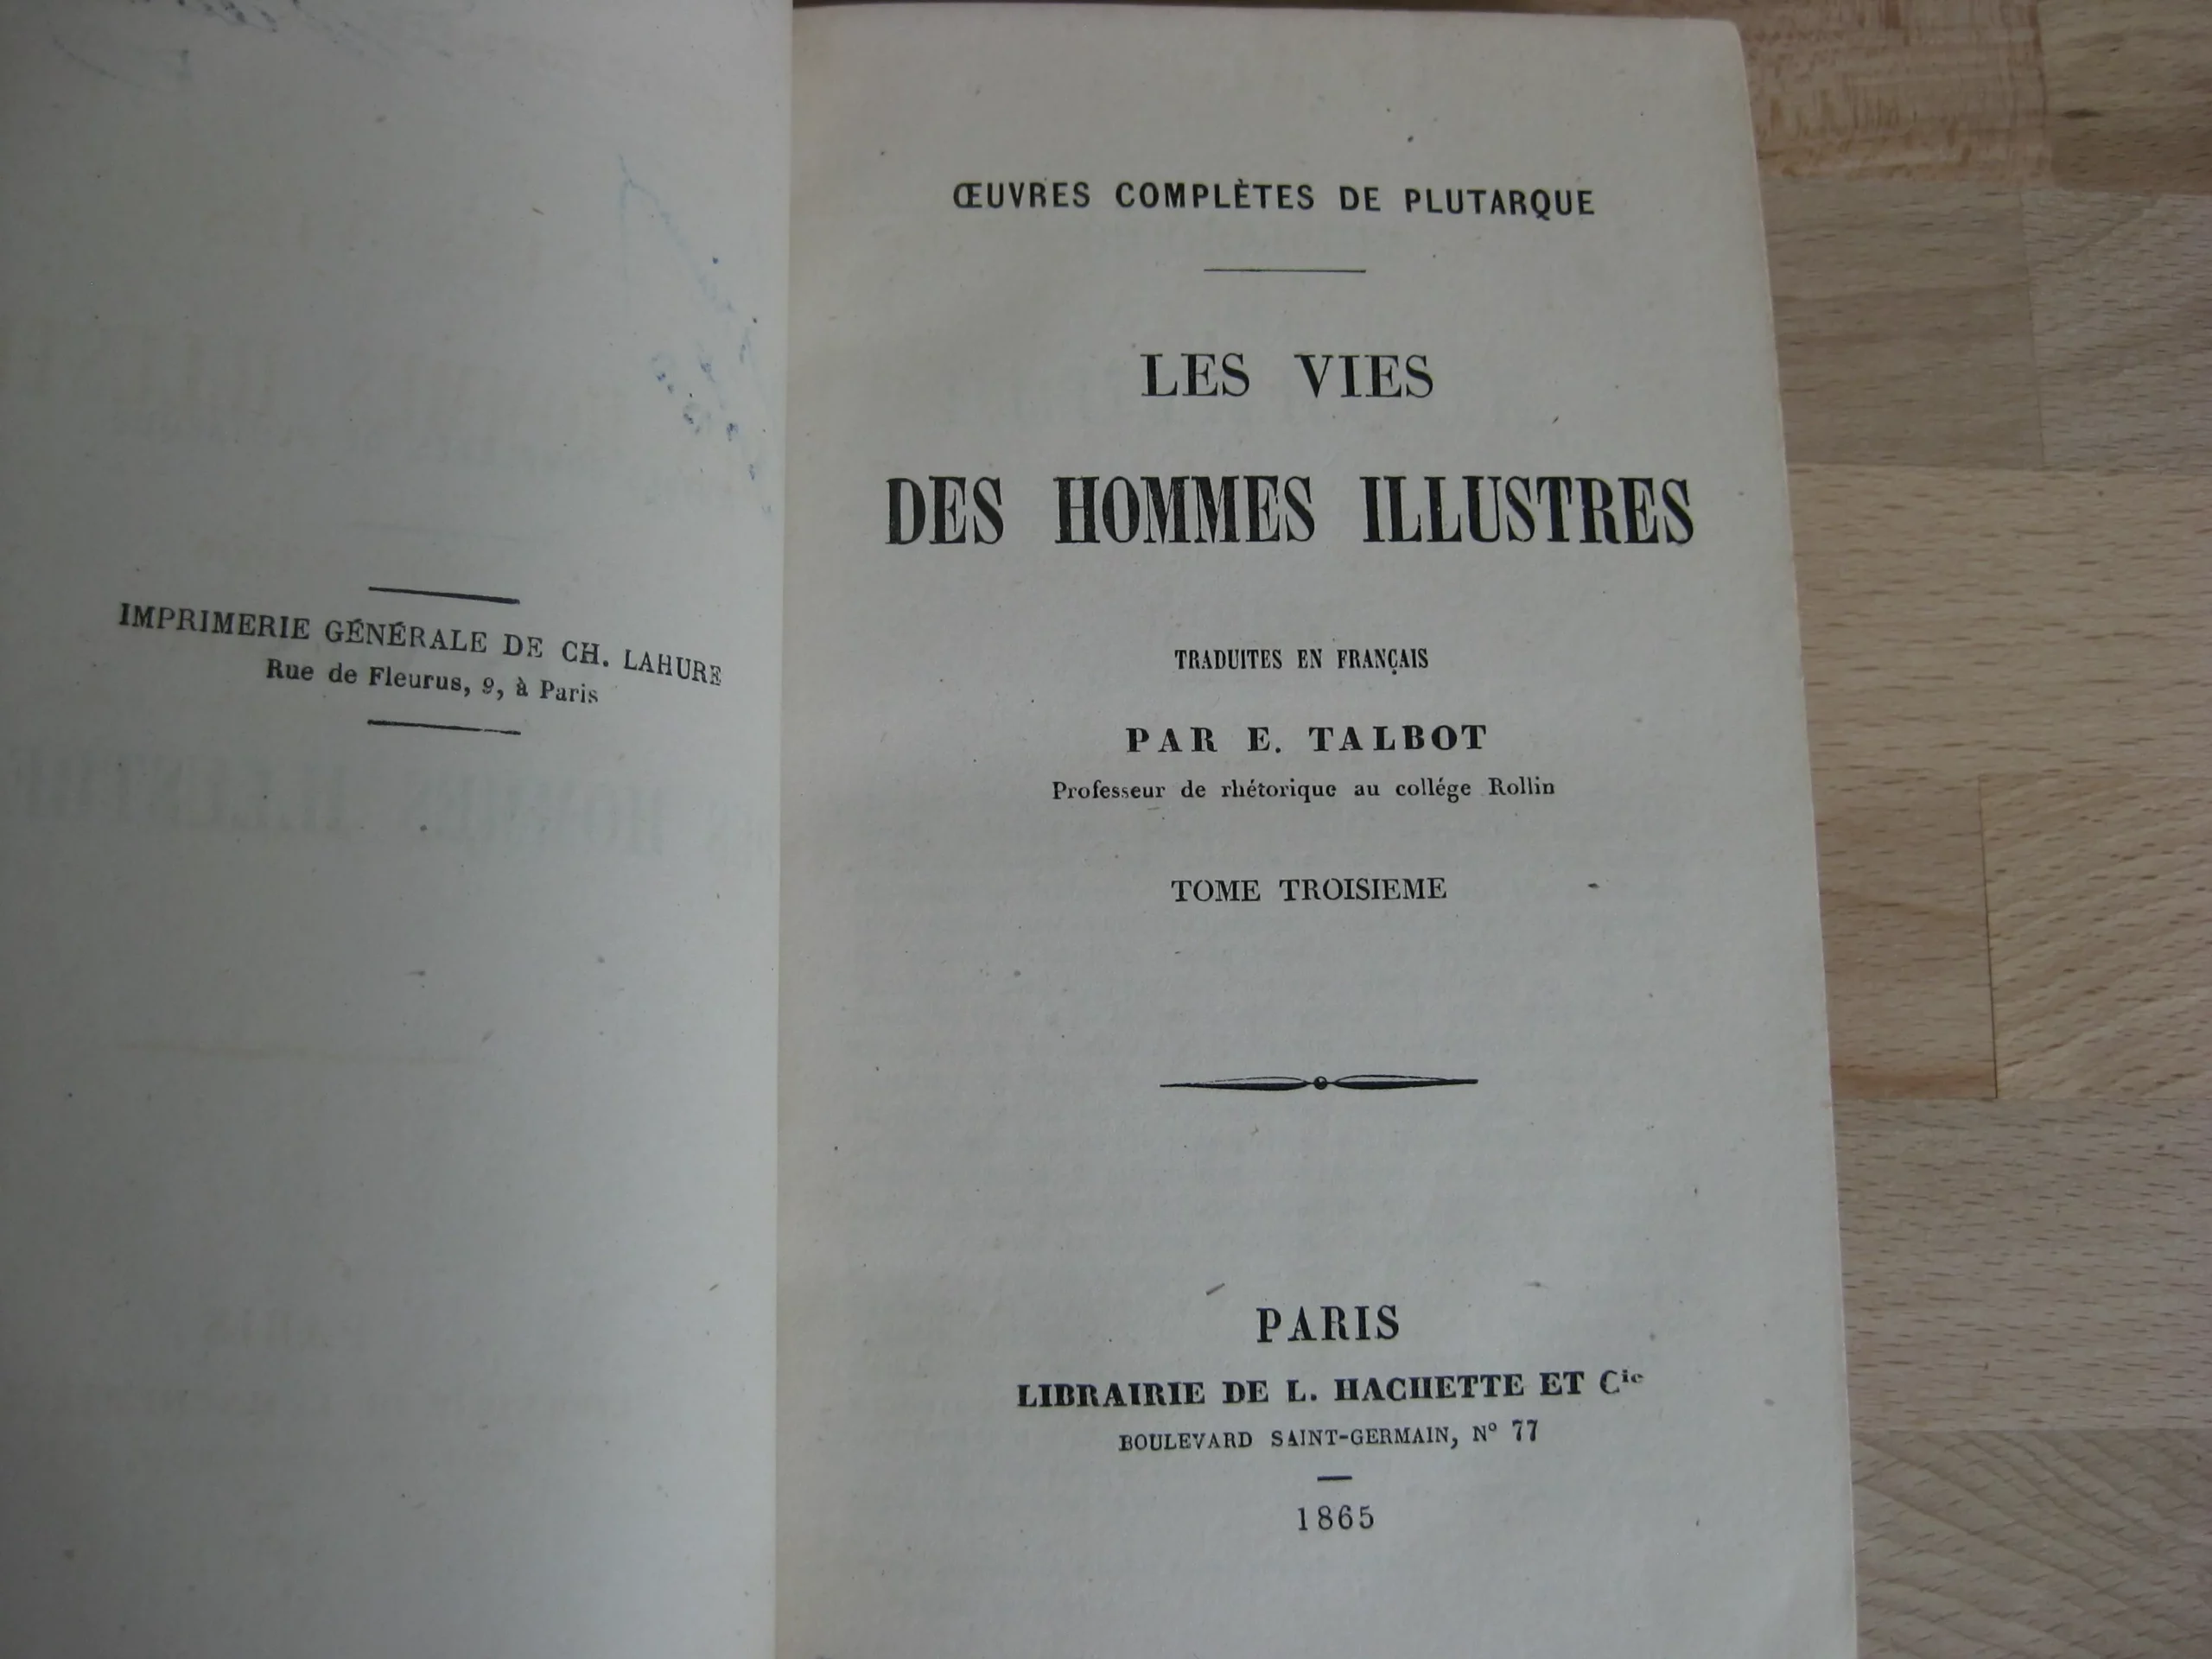 IMPRIMERIE GÉNÉRALE DE CH. LAHURE
Rue de Fleurus, 9, à Paris
ŒUVRES COMPLÈTES DE PLUTARQUE
LES VIES
DES HOMMES ILLUSTRES
TRADUITES EN FRANÇAIS
PAR E. TALBOT
Professeur de rhétorique au collége Rollin
TOME TROISIEME
PARIS
LIBRAIRIE DE L. HACHETTE ET Cie
BOULEVARD SAINT-GERMAIN, N° 77
1865